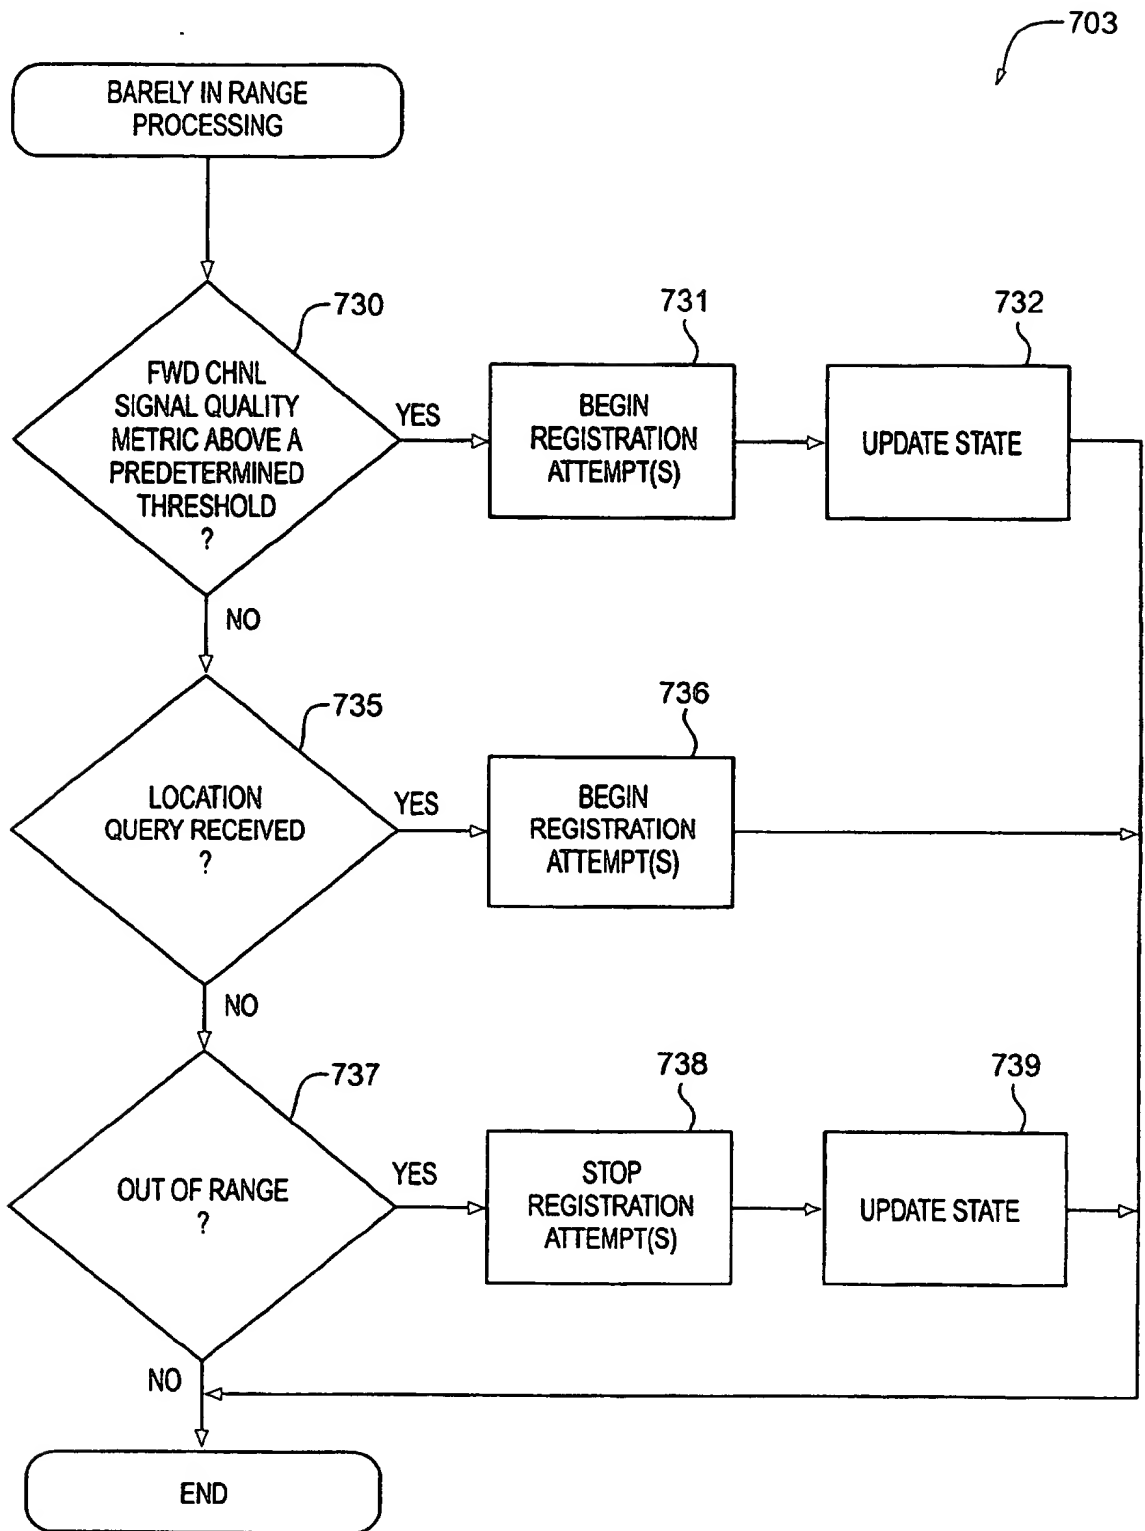 703
BARELY IN RANGE
PROCESSING
730
FWD CHNL
SIGNAL QUALITY
METRIC ABOVE A
PREDETERMINED
THRESHOLD
?
YES
731
BEGIN
REGISTRATION
ATTEMPT(S)
732
UPDATE STATE
NO
735
LOCATION
QUERY RECEIVED
?
YES
736
BEGIN
REGISTRATION
ATTEMPT(S)
NO
737
OUT OF RANGE
?
YES
738
STOP
REGISTRATION
ATTEMPT(S)
739
UPDATE STATE
NO
END